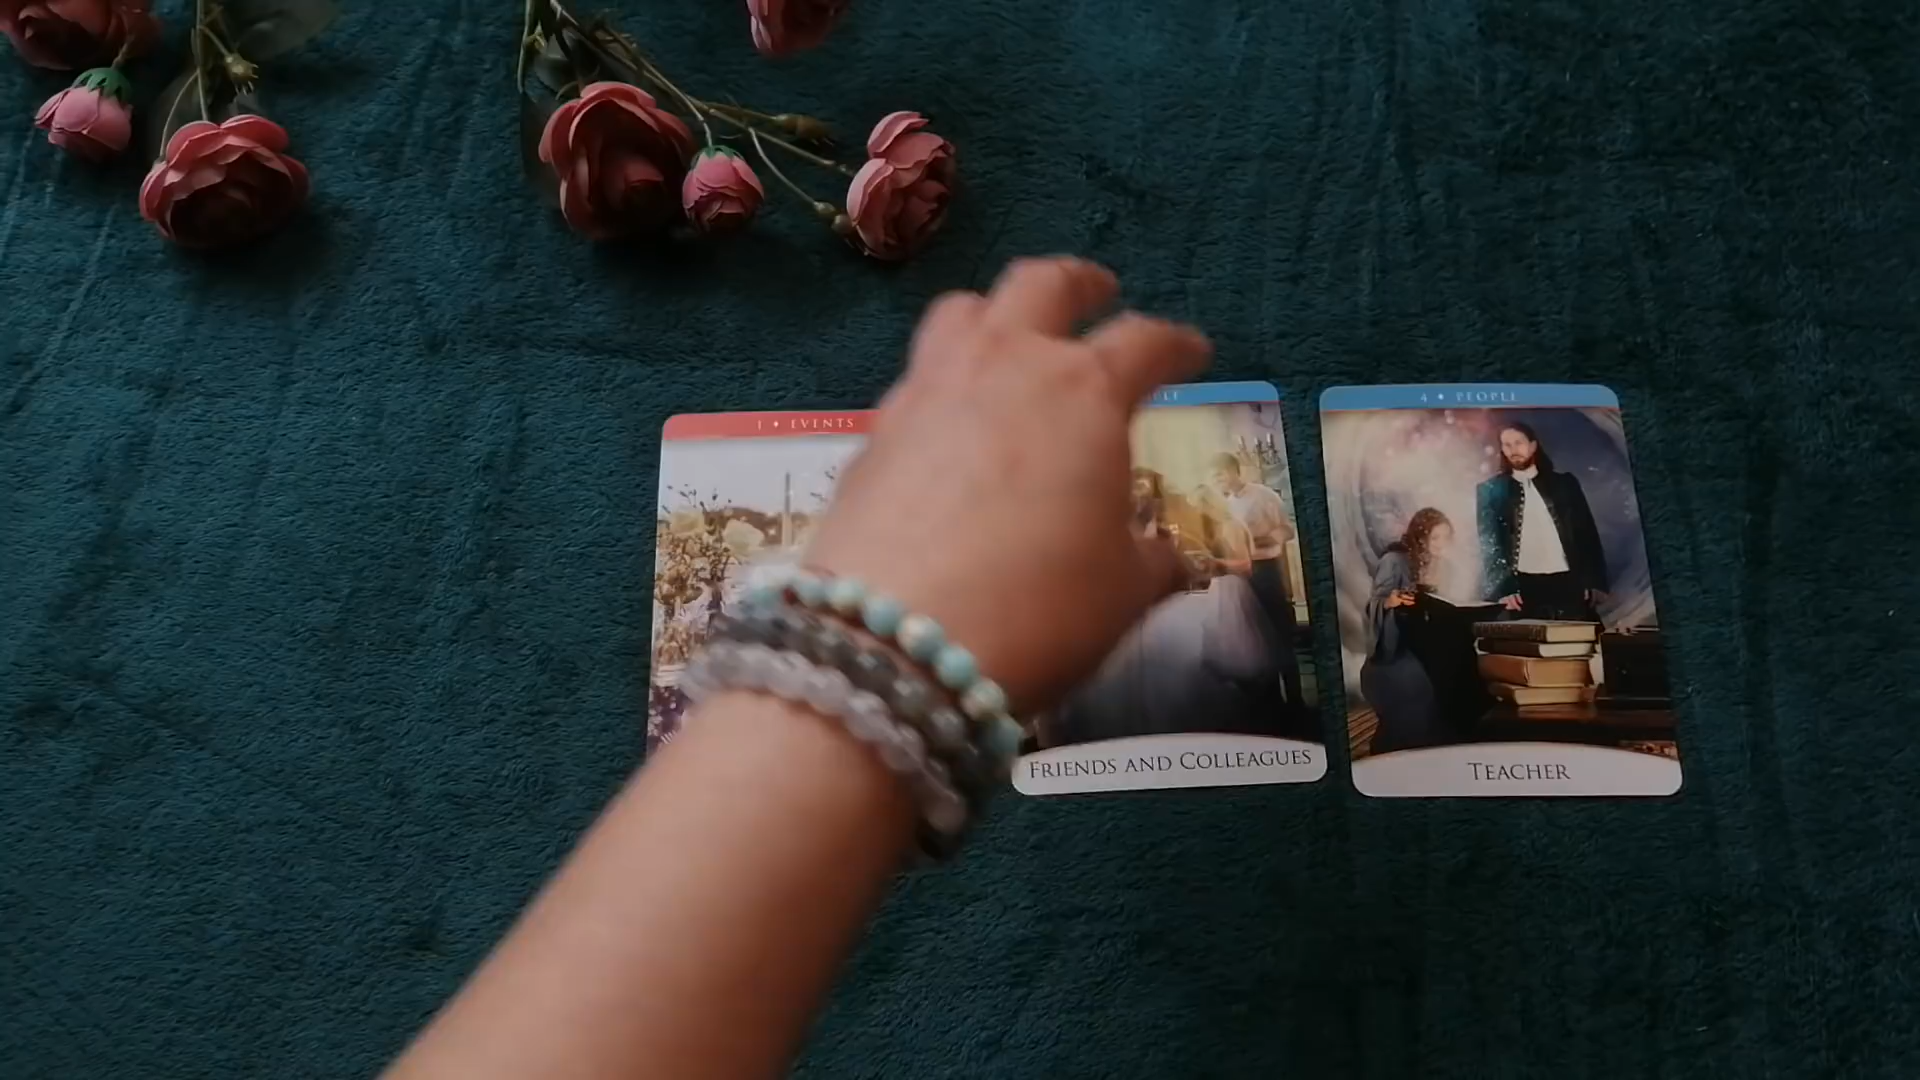 1 ♦ EVENTS
4 ♦ PEOPLE
FRIENDS AND COLLEAGUES
TEACHER